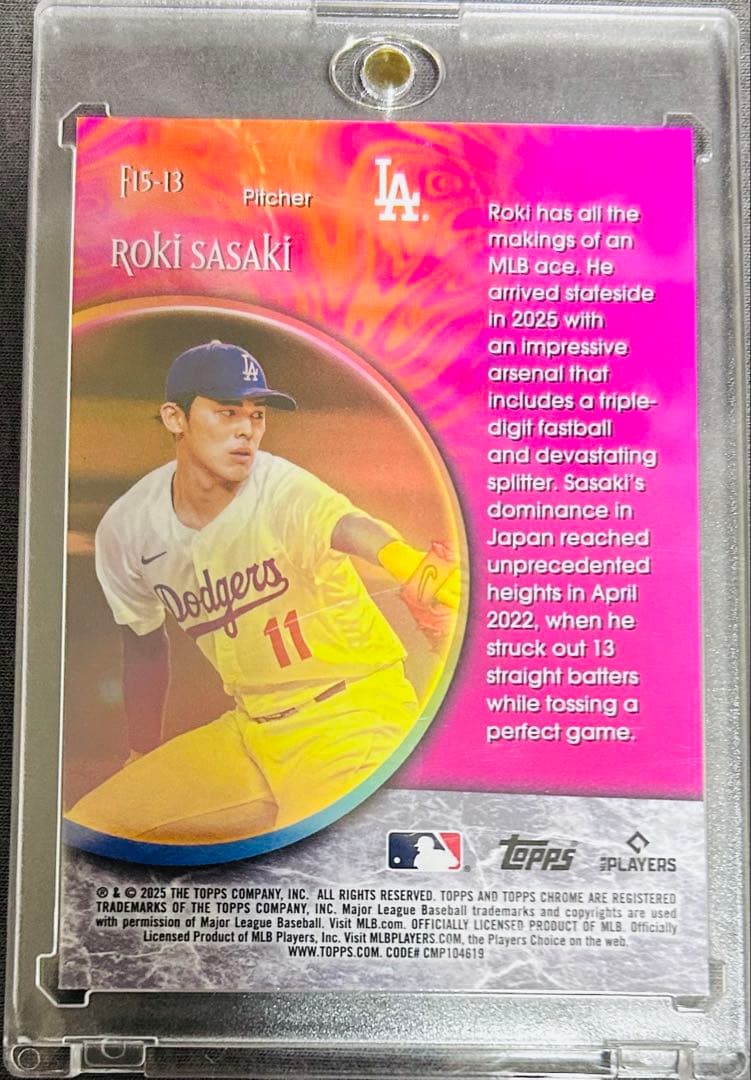 F15-13
Pitcher
LA
ROKI SASAKI
Roki has all the
makings of an
MLB ace. He
arrived stateside
in 2025 with
an impressive
arsenal that
includes a triple-
digit fastball
and devastating
splitter. Sasaki's
dominance in
Japan reached
unprecedented
heights in April
2022, when he
struck out 13
straight batters
while tossing a
perfect game.
LA
Dodgers
11
Topps
MLB PLAYERS
® & © 2025 THE TOPPS COMPANY, INC. ALL RIGHTS RESERVED. TOPPS AND TOPPS CHROME ARE REGISTERED
TRADEMARKS OF THE TOPPS COMPANY, INC. Major League Baseball trademarks and copyrights are used
with permission of Major League Baseball. Visit MLB.com. OFFICIALLY LICENSED PRODUCT OF MLB. Officially
Licensed Product of MLB Players, Inc. Visit MLBPLAYERS.COM, the Players Choice on the web.
WWW.TOPPS.COM. CODE# CMP104619